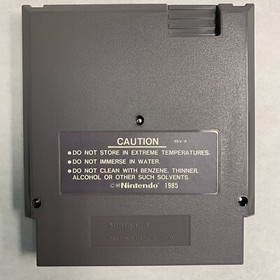 CAUTION
• DO NOT STORE IN EXTREME TEMPERATURES.
• DO NOT IMMERSE IN WATER.
• DO NOT CLEAN WITH BENZENE, THINNER,
ALCOHOL OR OTHER SUCH SOLVENTS.
©®Nintendo® 1985
Nintendo